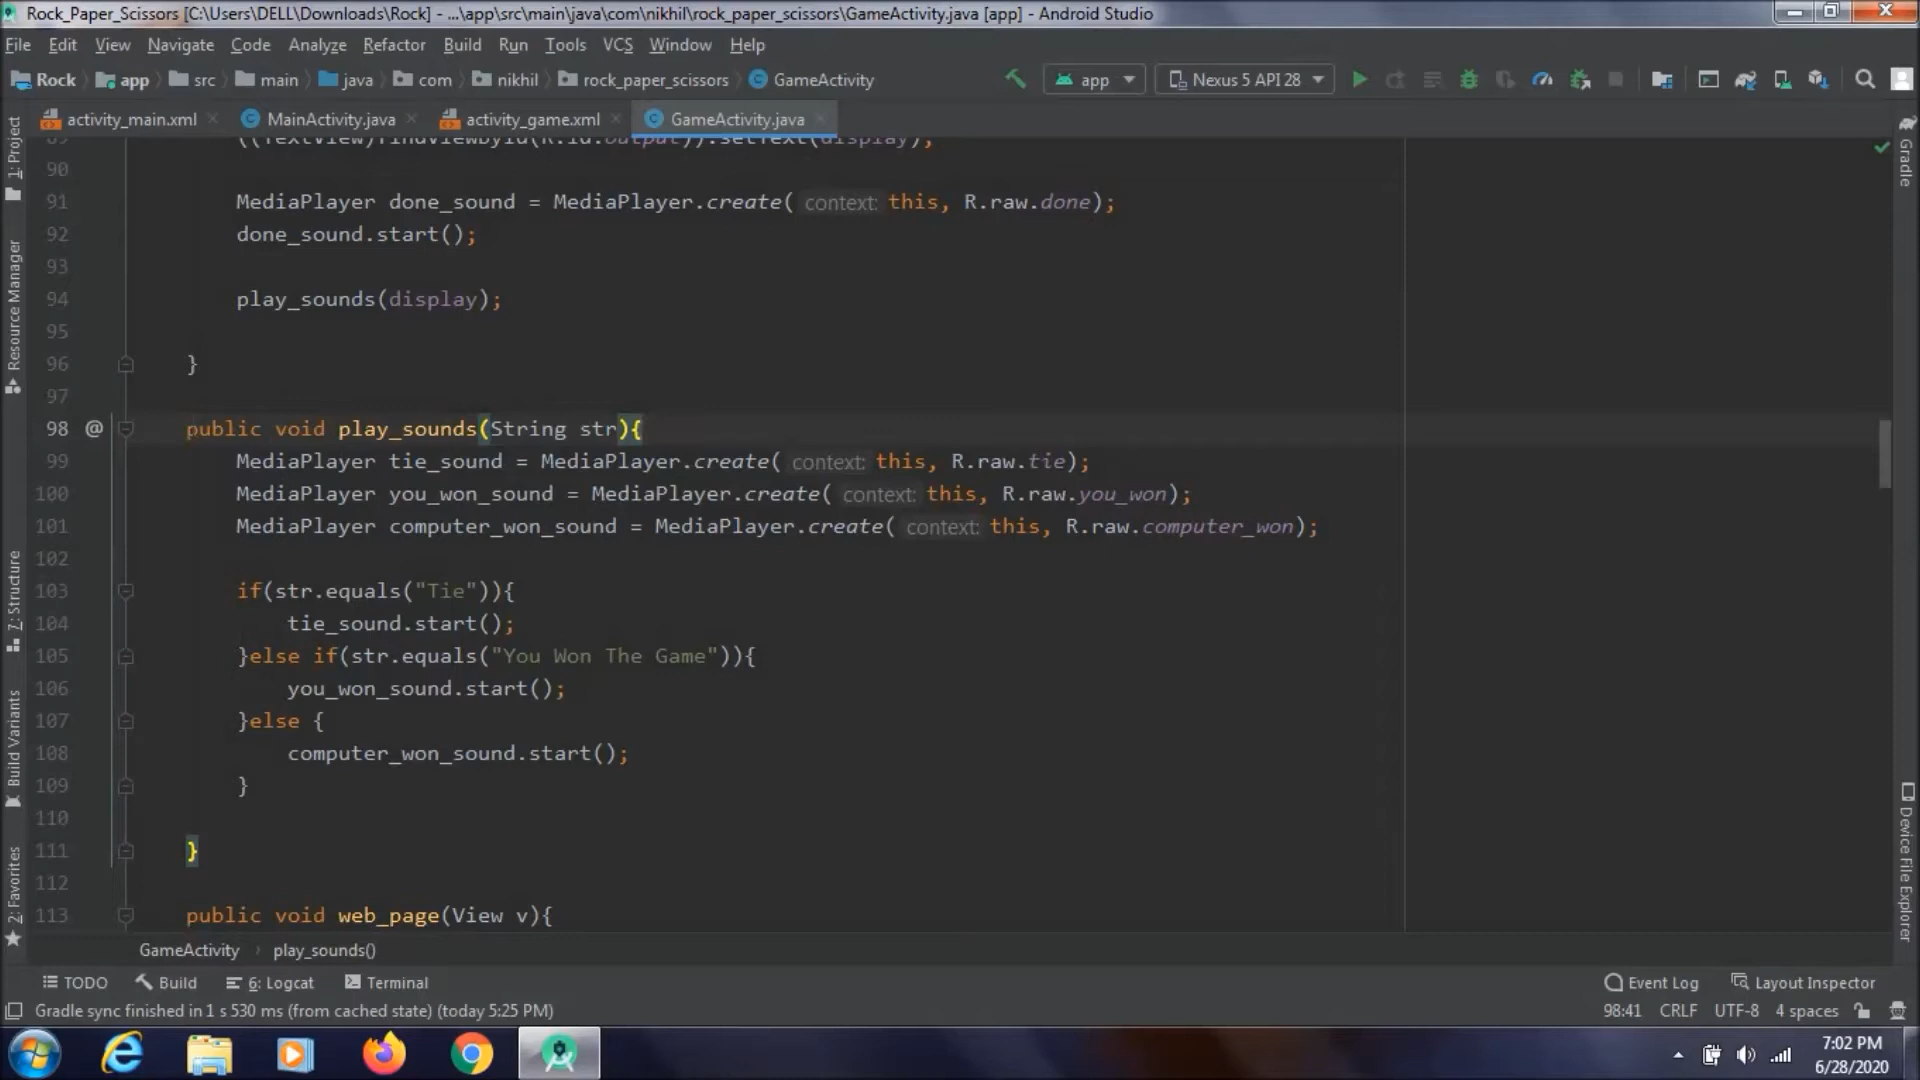 Rock_Paper_Scissors [C:\Users\DELL\Downloads\Rock] - ...\app\src\main\java\com\nikhil\rock_paper_scissors\GameActivity.java [app] - Android Studio
File Edit View Navigate Code Analyze Refactor Build Run Tools VCS Window Help
Rock app src main java com nikhil rock_paper_scissors GameActivity app Nexus 5 API 28
activity_main.xml MainActivity.java activity_game.xml GameActivity.java
89 ((TextView)findViewById(R.id.output)).setText(display);
90
91 MediaPlayer done_sound = MediaPlayer.create( context: this, R.raw.done);
92 done_sound.start();
93
94 play_sounds(display);
95
96 }
97
98 @ public void play_sounds(String str){
99 MediaPlayer tie_sound = MediaPlayer.create( context: this, R.raw.tie);
100 MediaPlayer you_won_sound = MediaPlayer.create( context: this, R.raw.you_won);
101 MediaPlayer computer_won_sound = MediaPlayer.create( context: this, R.raw.computer_won);
102
103 if(str.equals("Tie")){
104 tie_sound.start();
105 }else if(str.equals("You Won The Game")){
106 you_won_sound.start();
107 }else {
108 computer_won_sound.start();
109 }
110
111 }
112
113 public void web_page(View v){
1: Project
Resource Manager
7: Structure
Build Variants
2: Favorites
Gradle
Device File Explorer
GameActivity play_sounds()
TODO Build 6: Logcat Terminal Event Log Layout Inspector
Gradle sync finished in 1 s 530 ms (from cached state) (today 5:25 PM) 98:41 CRLF UTF-8 4 spaces
7:02 PM
6/28/2020